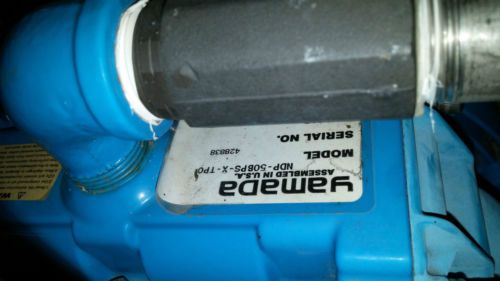 yamada
ASSEMBLED IN U.S.A.
NDP-50BPS-X-TPO
MODEL
428838
SERIAL NO.